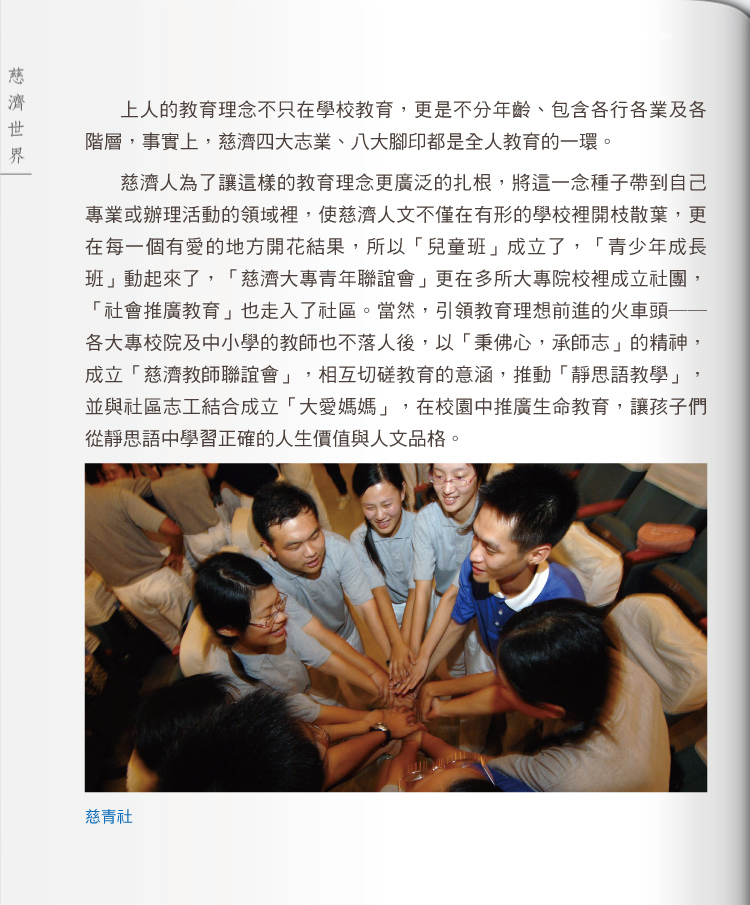 慈濟世界
上人的教育理念不只在學校教育，更是不分年齡、包含各行各業及各
階層，事實上，慈濟四大志業、八大腳印都是全人教育的一環。
慈濟人為了讓這樣的教育理念更廣泛的扎根，將這一念種子帶到自己
專業或辦理活動的領域裡，使慈濟人文不僅在有形的學校裡開枝散葉，更
在每一個有愛的地方開花結果，所以「兒童班」成立了，「青少年成長
班」動起來了，「慈濟大專青年聯誼會」更在多所大專院校裡成立社團，
「社會推廣教育」也走入了社區。當然，引領教育理想前進的火車頭——
各大專校院及中小學的教師也不落人後，以「秉佛心，承師志」的精神，
成立「慈濟教師聯誼會」，相互切磋教育的意涵，推動「靜思語教學」，
並與社區志工結合成立「大愛媽媽」，在校園中推廣生命教育，讓孩子們
從靜思語中學習正確的人生價值與人文品格。
慈青社